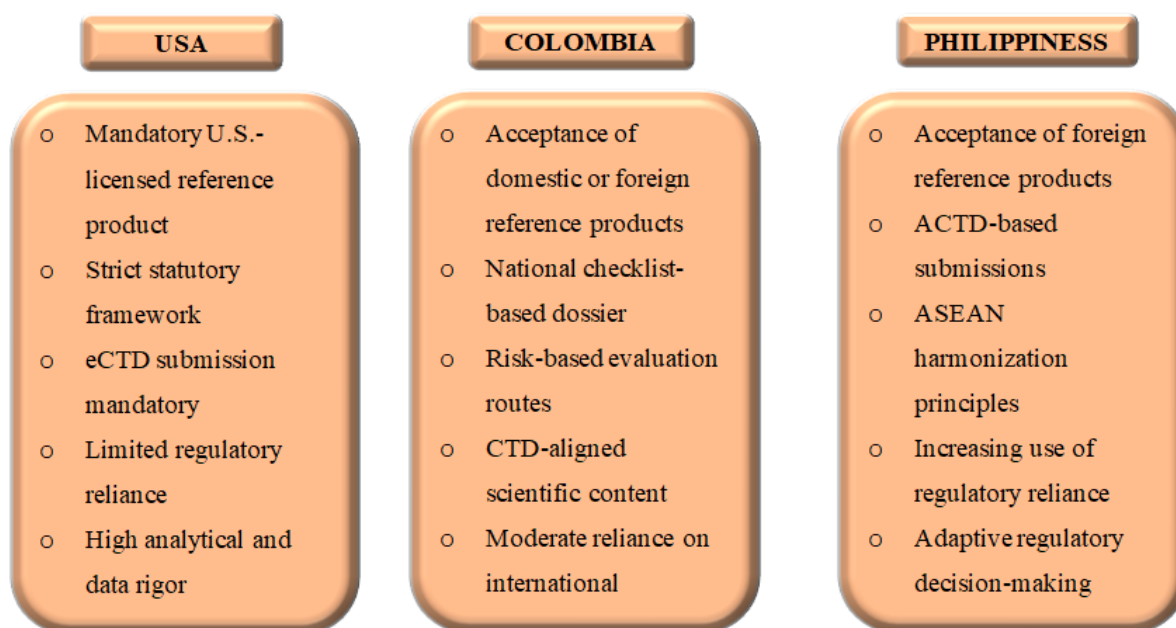 USA
○ Mandatory U.S.-
licensed reference
product
○ Strict statutory
framework
○ eCTD submission
mandatory
○ Limited regulatory
reliance
○ High analytical and
data rigor
COLOMBIA
○ Acceptance of
domestic or foreign
reference products
○ National checklist-
based dossier
○ Risk-based evaluation
routes
○ CTD-aligned
scientific content
○ Moderate reliance on
international
PHILIPPINESS
○ Acceptance of foreign
reference products
○ ACTD-based
submissions
○ ASEAN
harmonization
principles
○ Increasing use of
regulatory reliance
○ Adaptive regulatory
decision-making